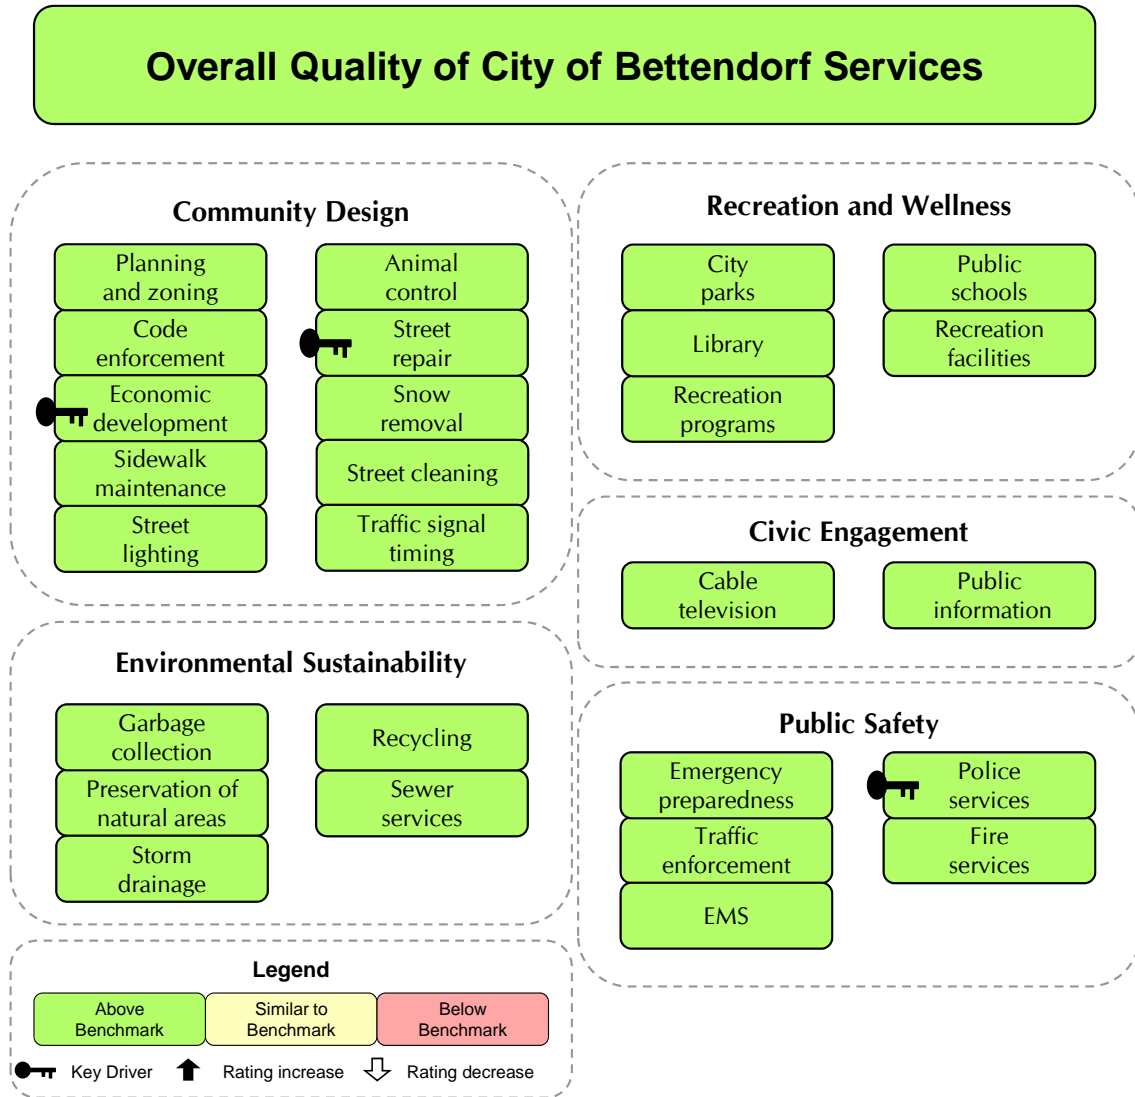 Overall Quality of City of Bettendorf Services
Community Design
Planning
and zoning
Code
enforcement
Economic
development
Sidewalk
maintenance
Street
lighting
Animal
control
Street
repair
Snow
removal
Street cleaning
Traffic signal
timing
Recreation and Wellness
City
parks
Library
Recreation
programs
Public
schools
Recreation
facilities
Civic Engagement
Cable
television
Public
information
Environmental Sustainability
Garbage
collection
Preservation of
natural areas
Storm
drainage
Recycling
Sewer
services
Public Safety
Emergency
preparedness
Traffic
enforcement
EMS
Police
services
Fire
services
Legend
Above
Benchmark
Similar to
Benchmark
Below
Benchmark
Key Driver
Rating increase
Rating decrease